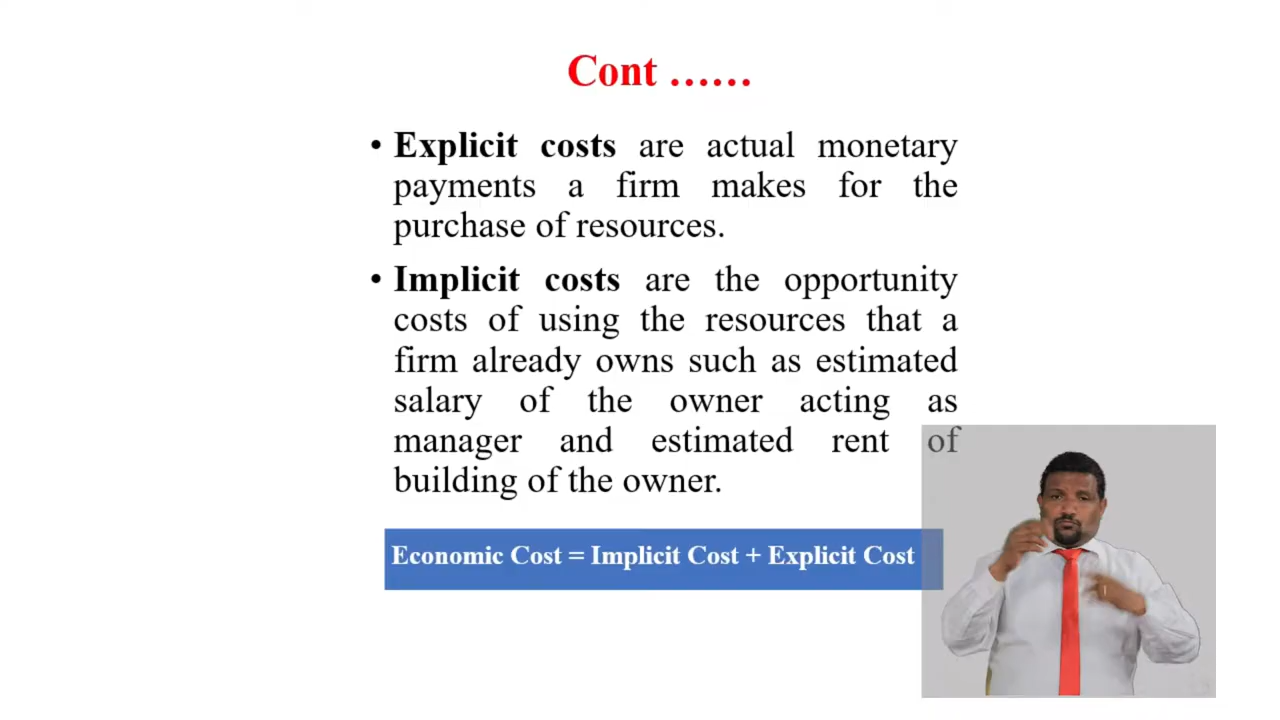 Cont ……
• Explicit costs are actual monetary
payments a firm makes for the
purchase of resources.
• Implicit costs are the opportunity
costs of using the resources that a
firm already owns such as estimated
salary of the owner acting as
manager and estimated rent of
building of the owner.
Economic Cost = Implicit Cost + Explicit Cost